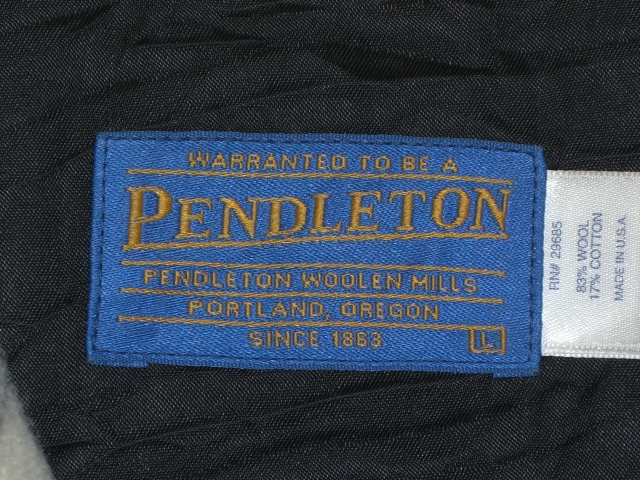 WARRANTED TO BE A
PENDLETON
PENDLETON WOOLEN MILLS
PORTLAND, OREGON
SINCE 1863
L
RN# 29685
83% WOOL
17% COTTON
MADE IN U.S.A.